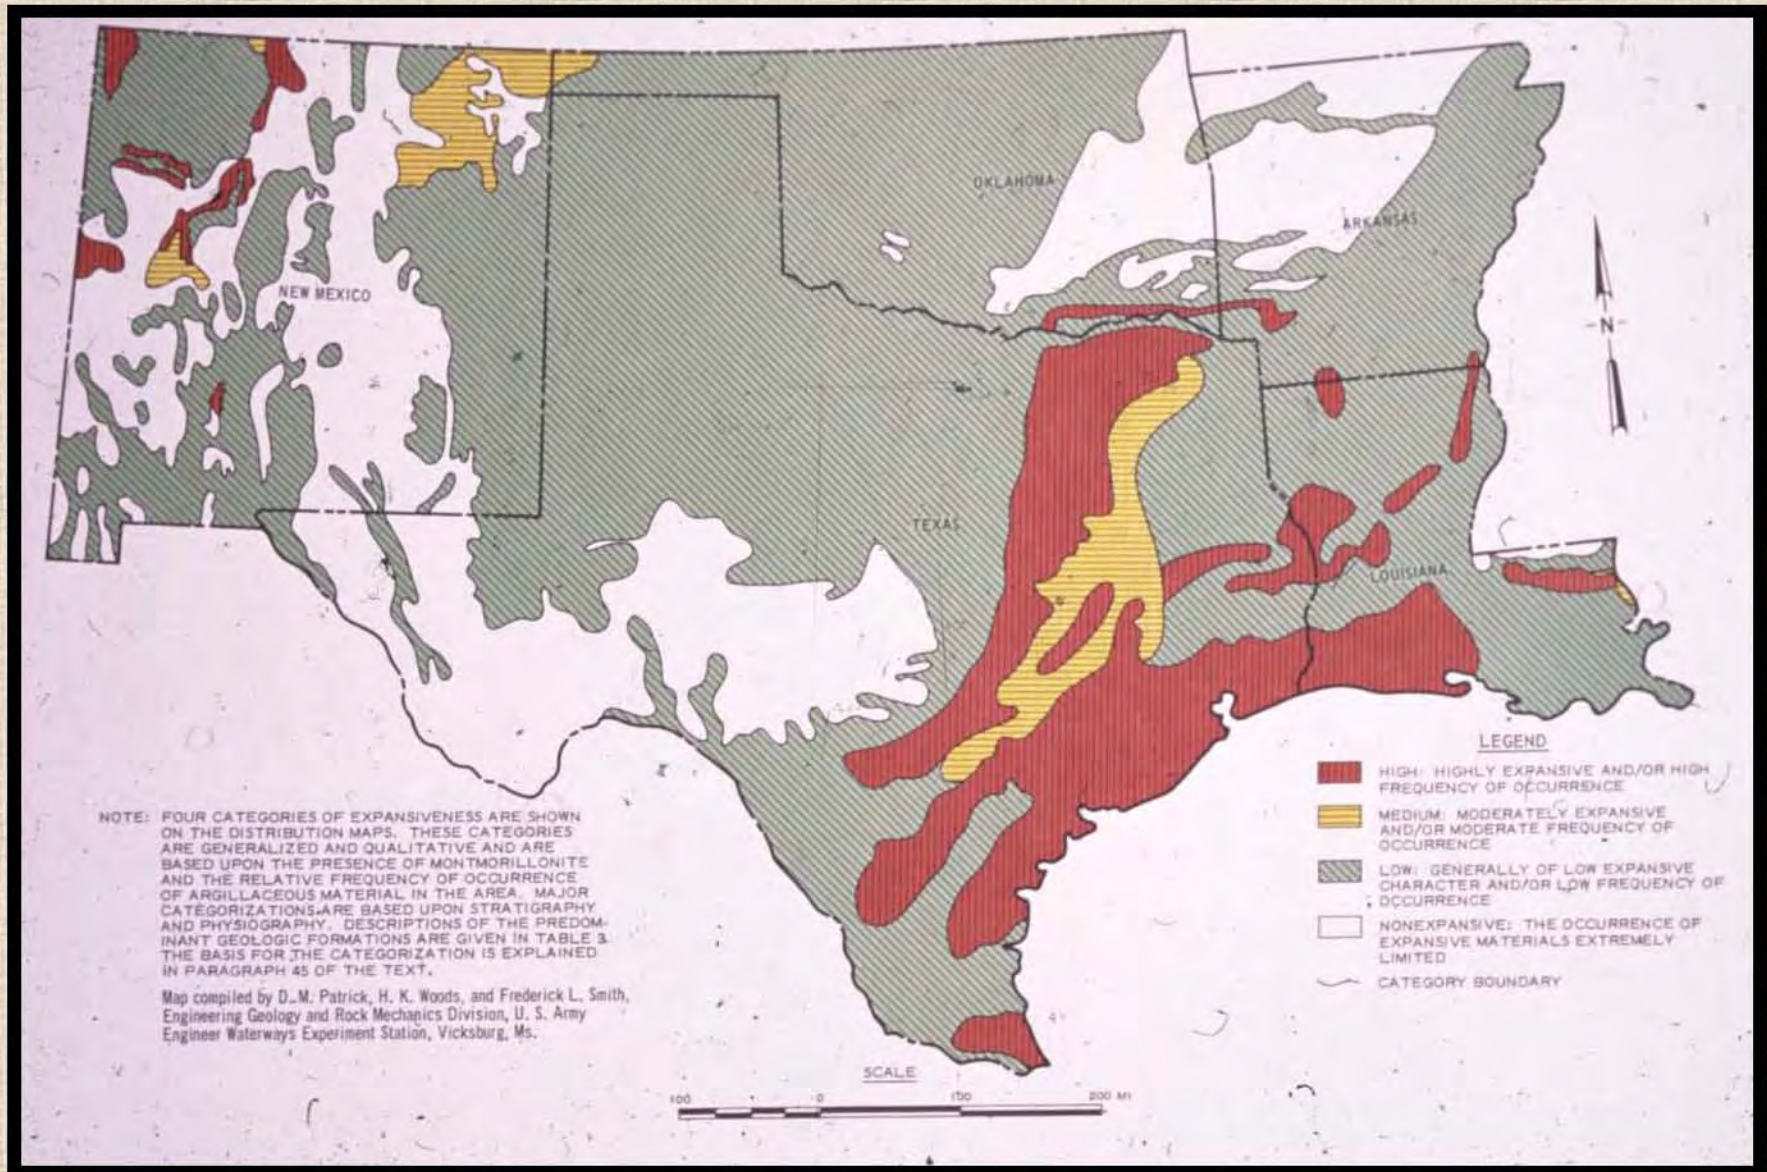 OKLAHOMA
ARKANSAS
NEW MEXICO
N
TEXAS
LOUISIANA
LEGEND
HIGH: HIGHLY EXPANSIVE AND/OR HIGH
FREQUENCY OF OCCURRENCE
MEDIUM: MODERATELY EXPANSIVE
AND/OR MODERATE FREQUENCY OF
OCCURRENCE
LOW: GENERALLY OF LOW EXPANSIVE
CHARACTER AND/OR LOW FREQUENCY OF
OCCURRENCE
NONEXPANSIVE: THE OCCURRENCE OF
EXPANSIVE MATERIALS EXTREMELY
LIMITED
CATEGORY BOUNDARY
NOTE: FOUR CATEGORIES OF EXPANSIVENESS ARE SHOWN
ON THE DISTRIBUTION MAPS. THESE CATEGORIES
ARE GENERALIZED AND QUALITATIVE AND ARE
BASED UPON THE PRESENCE OF MONTMORILLONITE
AND THE RELATIVE FREQUENCY OF OCCURRENCE
OF ARGILLACEOUS MATERIAL IN THE AREA. MAJOR
CATEGORIZATIONS ARE BASED UPON STRATIGRAPHY
AND PHYSIOGRAPHY. DESCRIPTIONS OF THE PREDOM-
INANT GEOLOGIC FORMATIONS ARE GIVEN IN TABLE 3.
THE BASIS FOR THE CATEGORIZATION IS EXPLAINED
IN PARAGRAPH 45 OF THE TEXT.
Map compiled by D. M. Patrick, H. K. Woods, and Frederick L. Smith,
Engineering Geology and Rock Mechanics Division, U. S. Army
Engineer Waterways Experiment Station, Vicksburg, Ms.
SCALE
100 0 100 200 MI